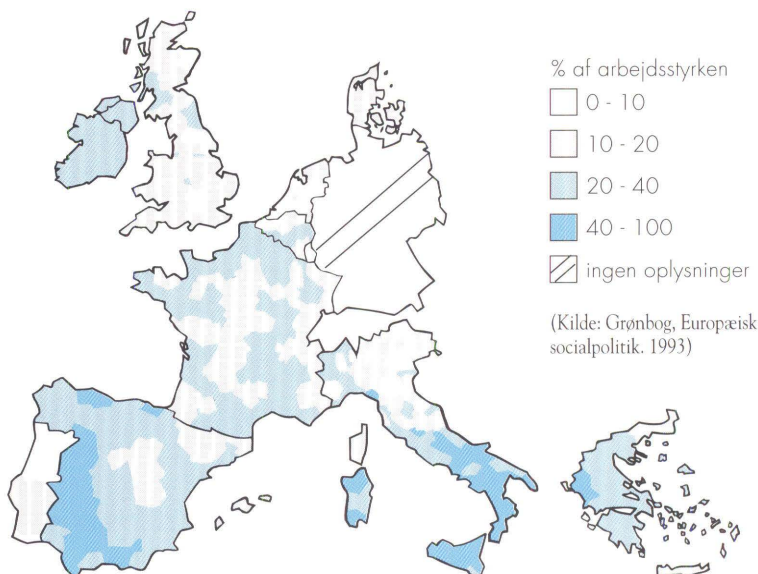 % af arbejdsstyrken
0 - 10
10 - 20
20 - 40
40 - 100
ingen oplysninger
(Kilde: Grønbog, Europæisk
socialpolitik. 1993)